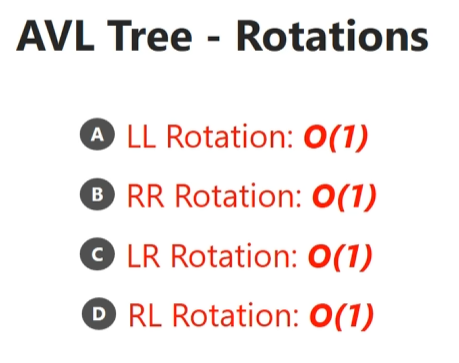 AVL Tree - Rotations
A LL Rotation: O(1)
B RR Rotation: O(1)
C LR Rotation: O(1)
D RL Rotation: O(1)